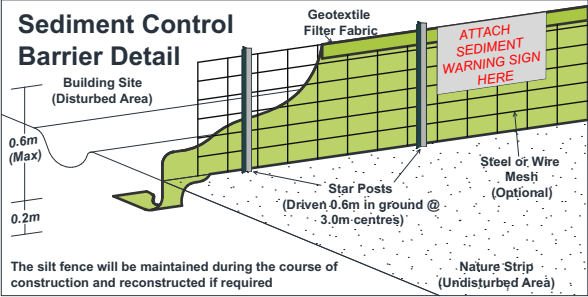 Sediment Control
Barrier Detail
Geotextile
Filter Fabric
ATTACH
SEDIMENT
WARNING SIGN
HERE
Building Site
(Disturbed Area)
0.6m
(Max)
0.2m
Steel or Wire
Mesh
(Optional)
Star Posts
(Driven 0.6m in ground @
3.0m centres)
The silt fence will be maintained during the course of
construction and reconstructed if required
Nature Strip
(Undisturbed Area)